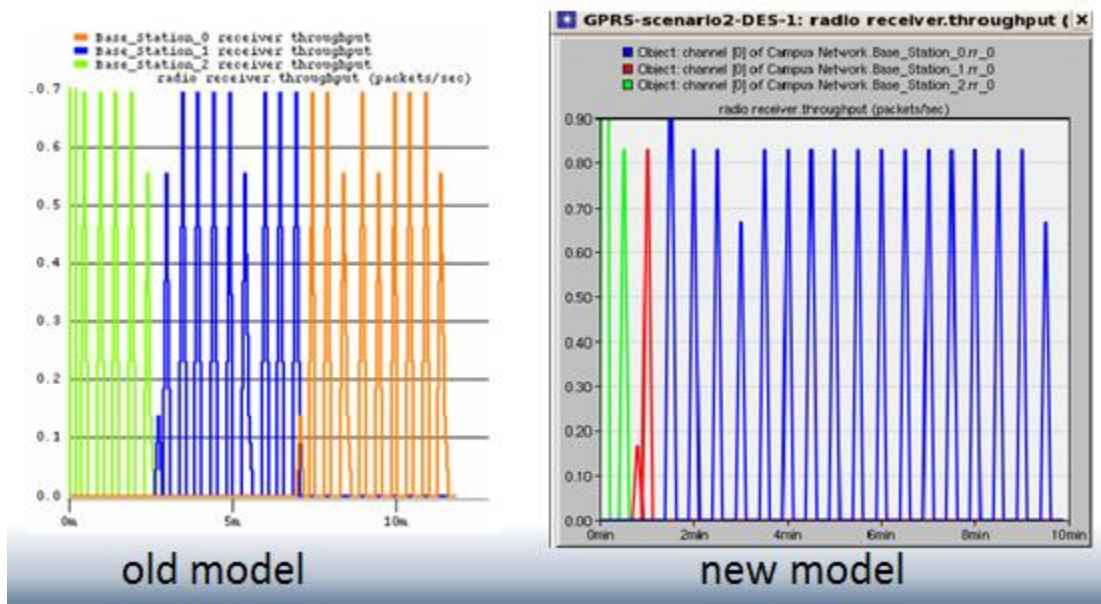 Base_Station_0 receiver throughput
Base_Station_1 receiver throughput
Base_Station_2 receiver throughput
radio receiver.throughput (packets/sec)
.0.7
0.6
0.5
0.4
0.3
0.2
0.1
0.0
0m 5m 10m
old model
GPRS-scenario2-DES-1: radio receiver.throughput (
Object: channel [0] of Campus Network.Base_Station_0.rr_0
Object: channel [0] of Campus Network.Base_Station_1.rr_0
Object: channel [0] of Campus Network.Base_Station_2.rr_0
radio receiver.throughput (packets/sec)
0.90
0.80
0.70
0.60
0.50
0.40
0.30
0.20
0.10
0.00
0min 2min 4min 6min 8min 10min
new model